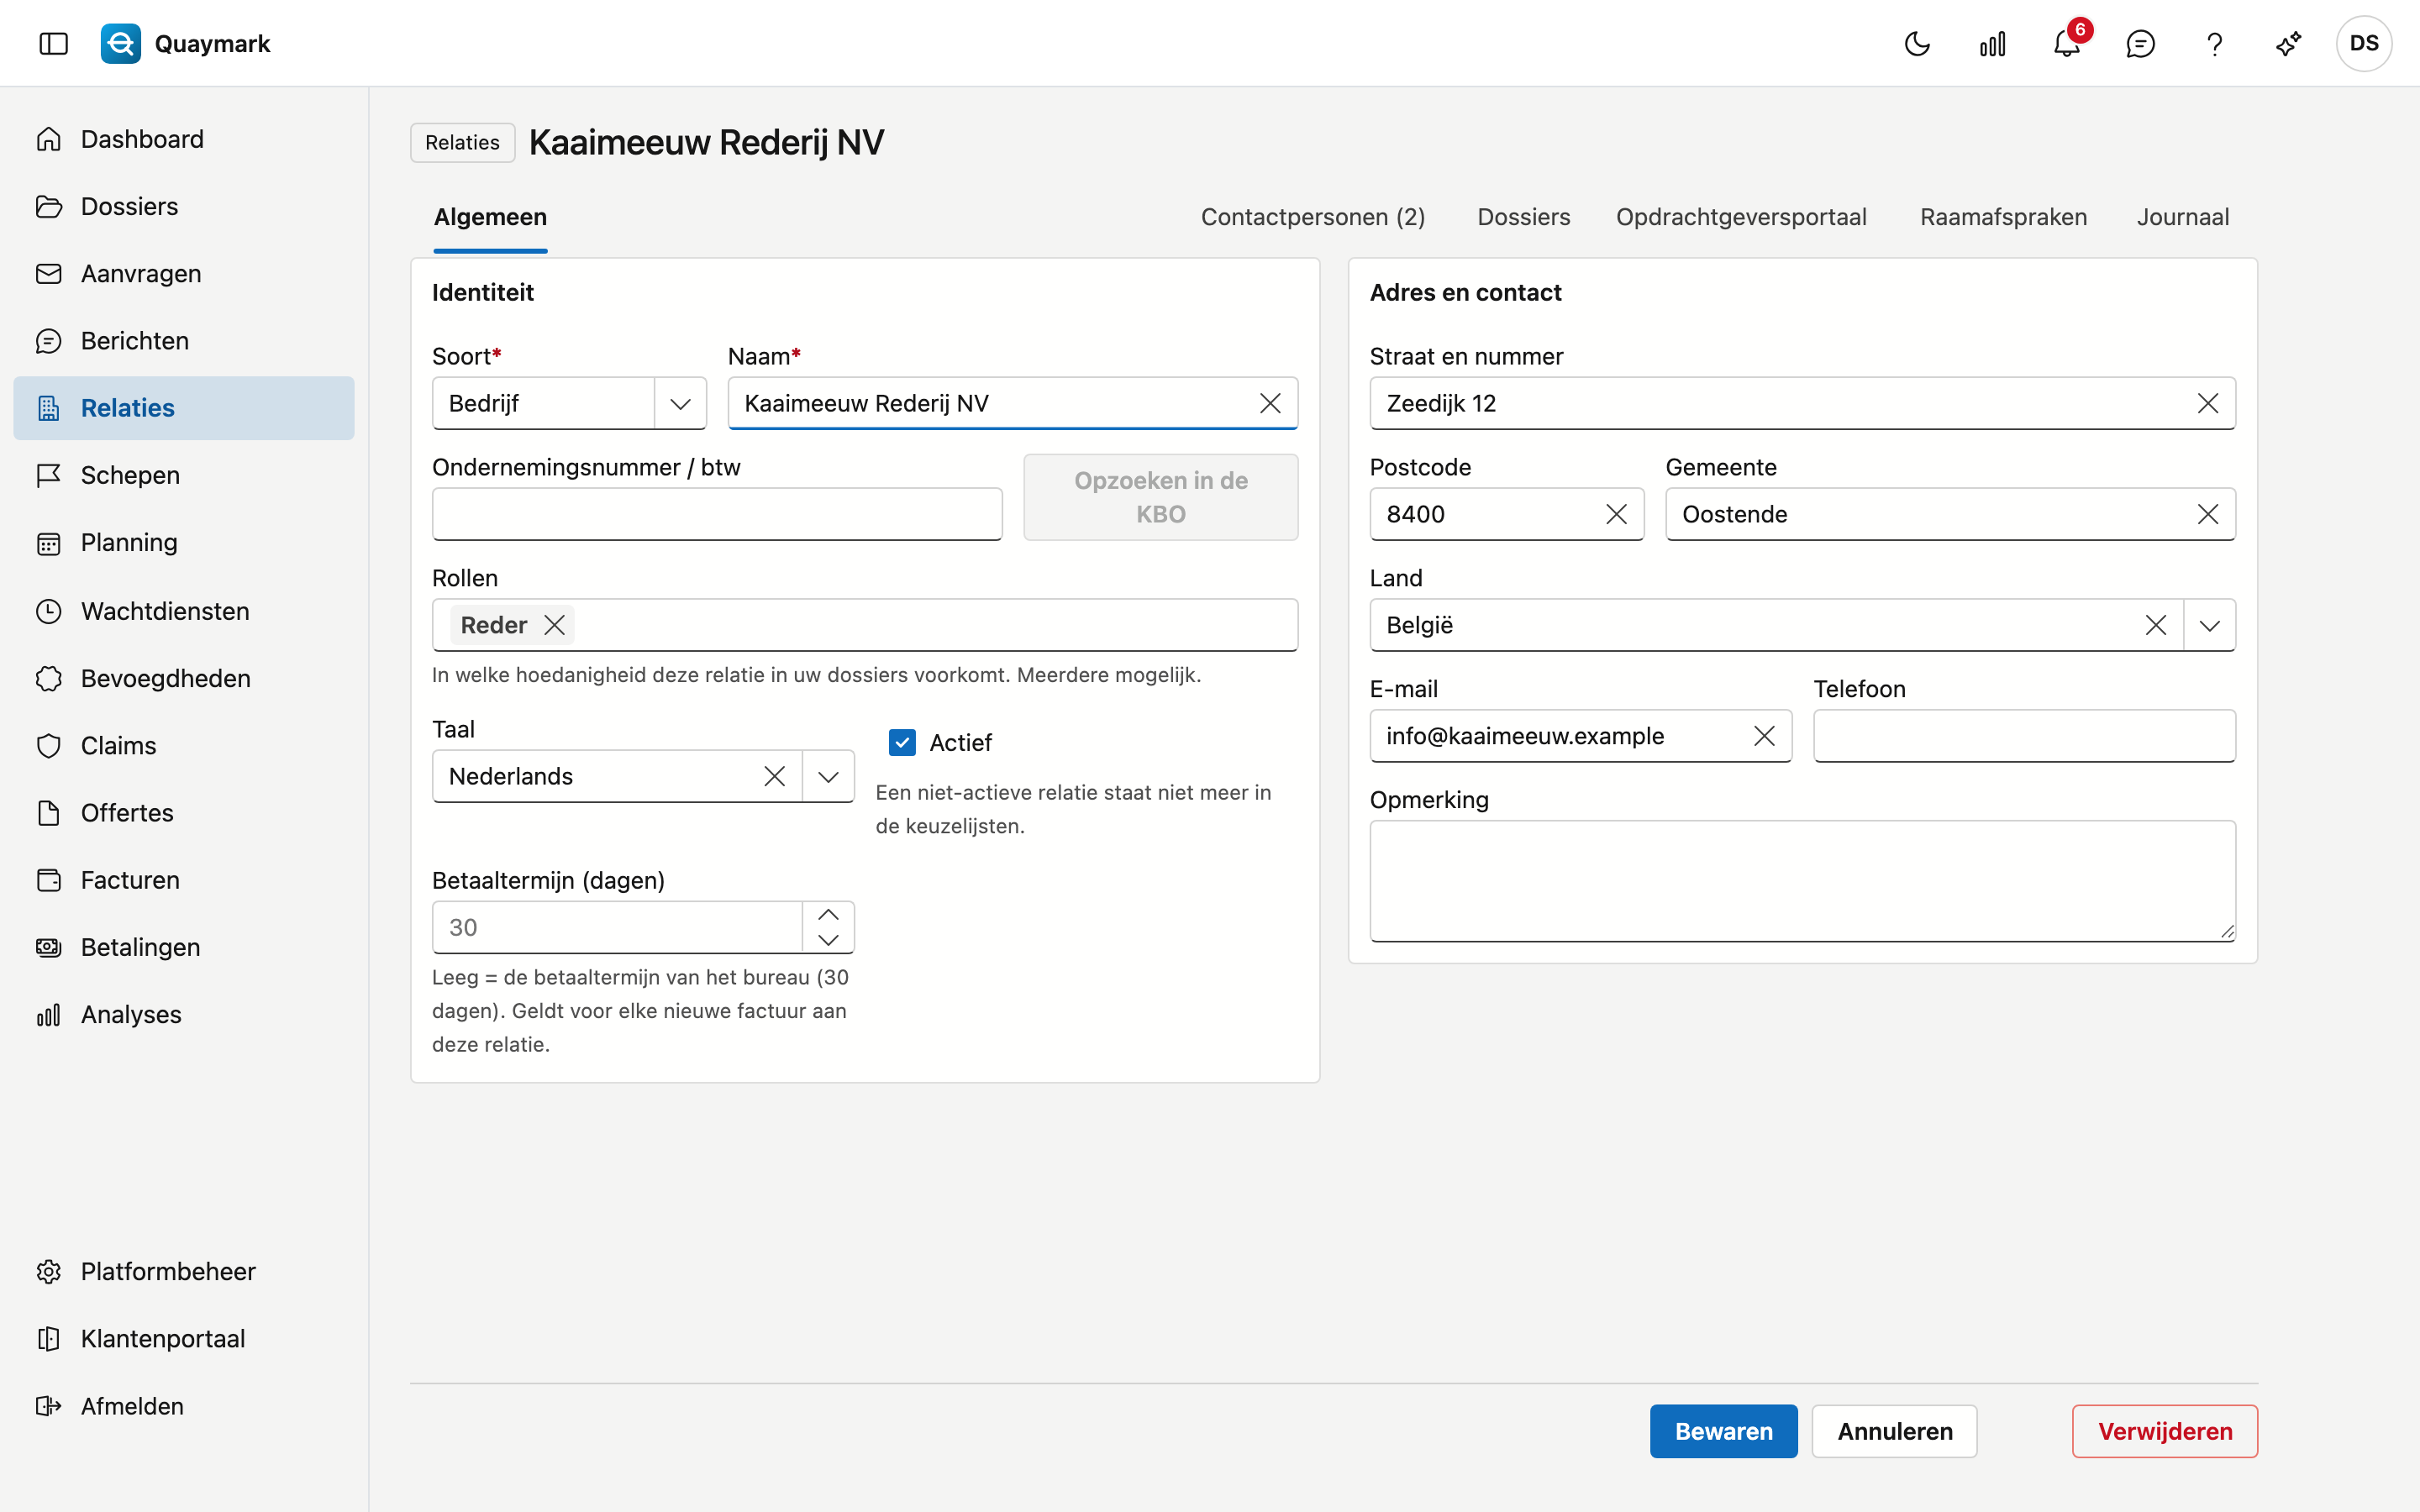 Quaymark
6
DS
Dashboard
Dossiers
Aanvragen
Berichten
Relaties
Schepen
Planning
Wachtdiensten
Bevoegdheden
Claims
Offertes
Facturen
Betalingen
Analyses
Platformbeheer
Klantenportaal
Afmelden
Relaties Kaaimeeuw Rederij NV
Algemeen Contactpersonen (2) Dossiers Opdrachtgeversportaal Raamafspraken Journaal
Identiteit
Soort* Naam*
Bedrijf Kaaimeeuw Rederij NV
Ondernemingsnummer / btw
Opzoeken in de
KBO
Rollen
Reder
In welke hoedanigheid deze relatie in uw dossiers voorkomt. Meerdere mogelijk.
Taal
Nederlands
Actief
Een niet-actieve relatie staat niet meer in
de keuzelijsten.
Betaaltermijn (dagen)
30
Leeg = de betaaltermijn van het bureau (30
dagen). Geldt voor elke nieuwe factuur aan
deze relatie.
Adres en contact
Straat en nummer
Zeedijk 12
Postcode Gemeente
8400 Oostende
Land
België
E-mail Telefoon
info@kaaimeeuw.example
Opmerking
Bewaren Annuleren Verwijderen